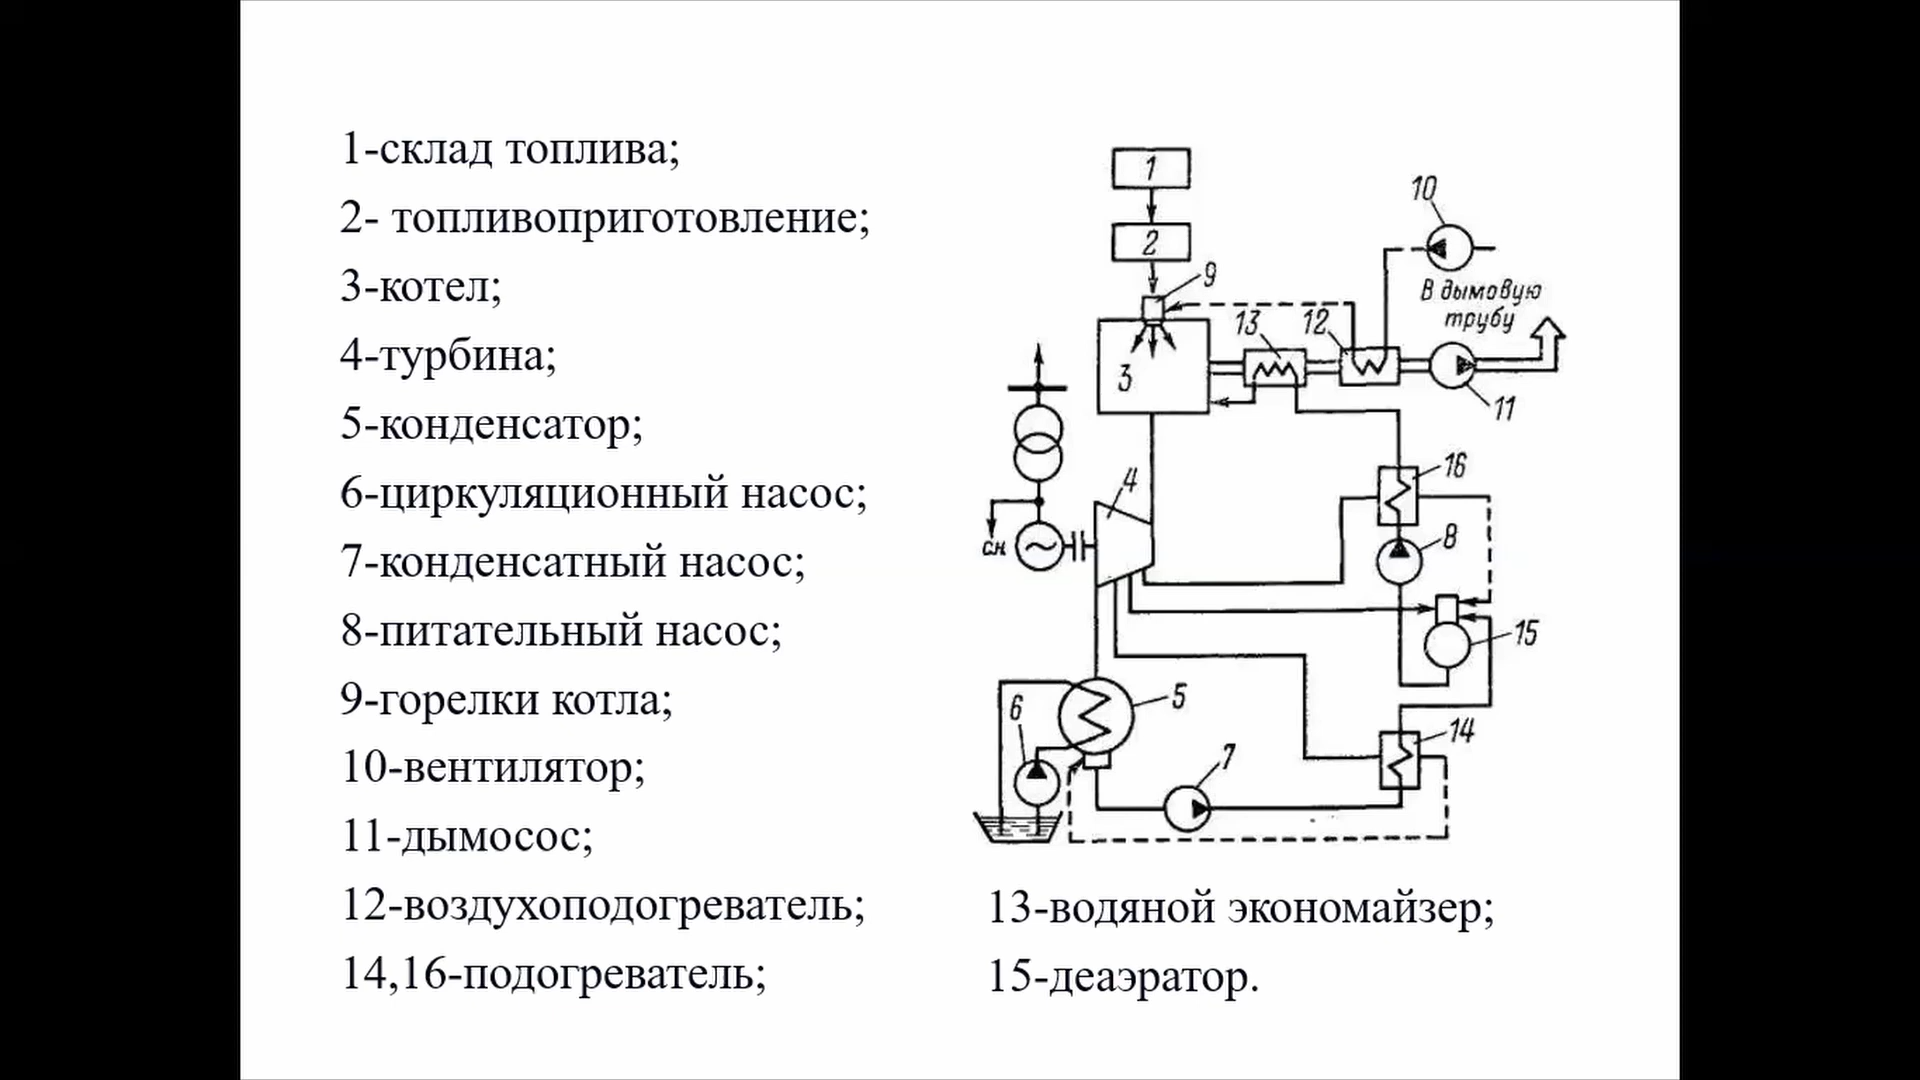 1-склад топлива;
2- топливоприготовление;
3-котел;
4-турбина;
5-конденсатор;
6-циркуляционный насос;
7-конденсатный насос;
8-питательный насос;
9-горелки котла;
10-вентилятор;
11-дымосос;
12-воздухоподогреватель;
14,16-подогреватель;
1
2
9
10
В дымовую
трубу
13
12
3
11
4
16
8
сн
15
5
6
14
7
13-водяной экономайзер;
15-деаэратор.